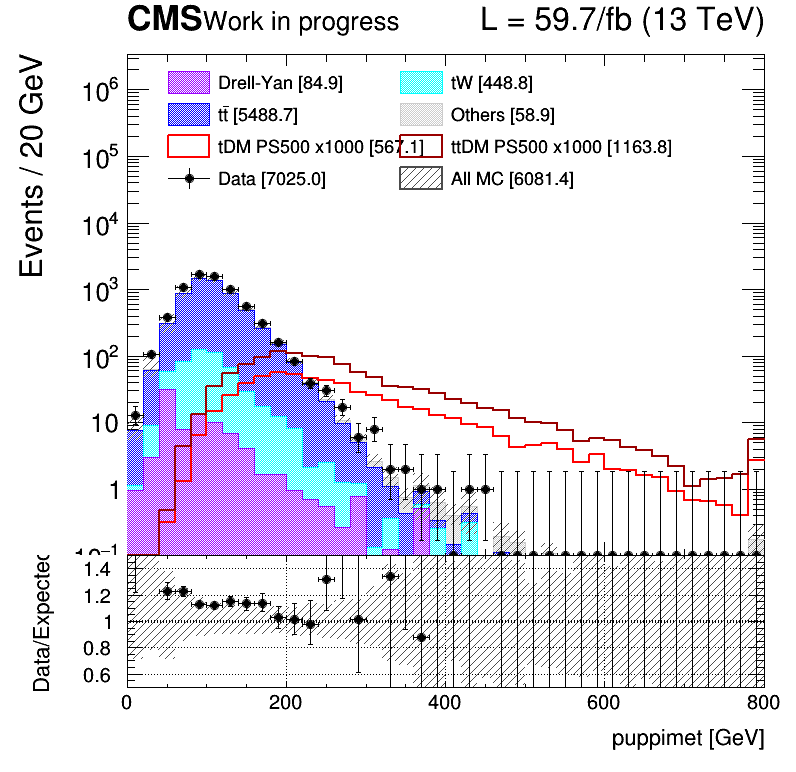 CMS Work in progress L = 59.7/fb (13 TeV)
Events / 20 GeV
10⁶
10⁵
10⁴
10³
10²
10
1
10⁻¹
Drell-Yan [84.9] tW [448.8]
tt̄ [5488.7] Others [58.9]
tDM PS500 x1000 [567.1] ttDM PS500 x1000 [1163.8]
Data [7025.0] All MC [6081.4]
Data/Expected
1.4
1.2
1
0.8
0.6
0 200 400 600 800
puppimet [GeV]